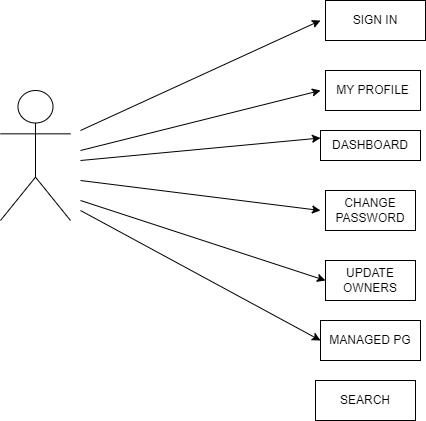 SIGN IN
MY PROFILE
DASHBOARD
CHANGE
PASSWORD
UPDATE
OWNERS
MANAGED PG
SEARCH